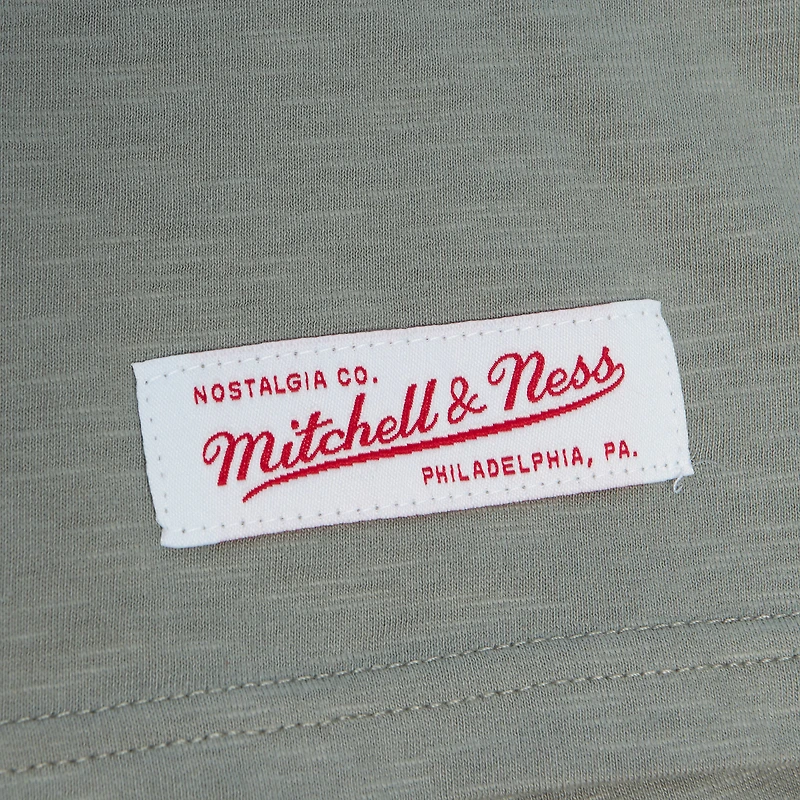 NOSTALGIA CO.
Mitchell & Ness
PHILADELPHIA, PA.